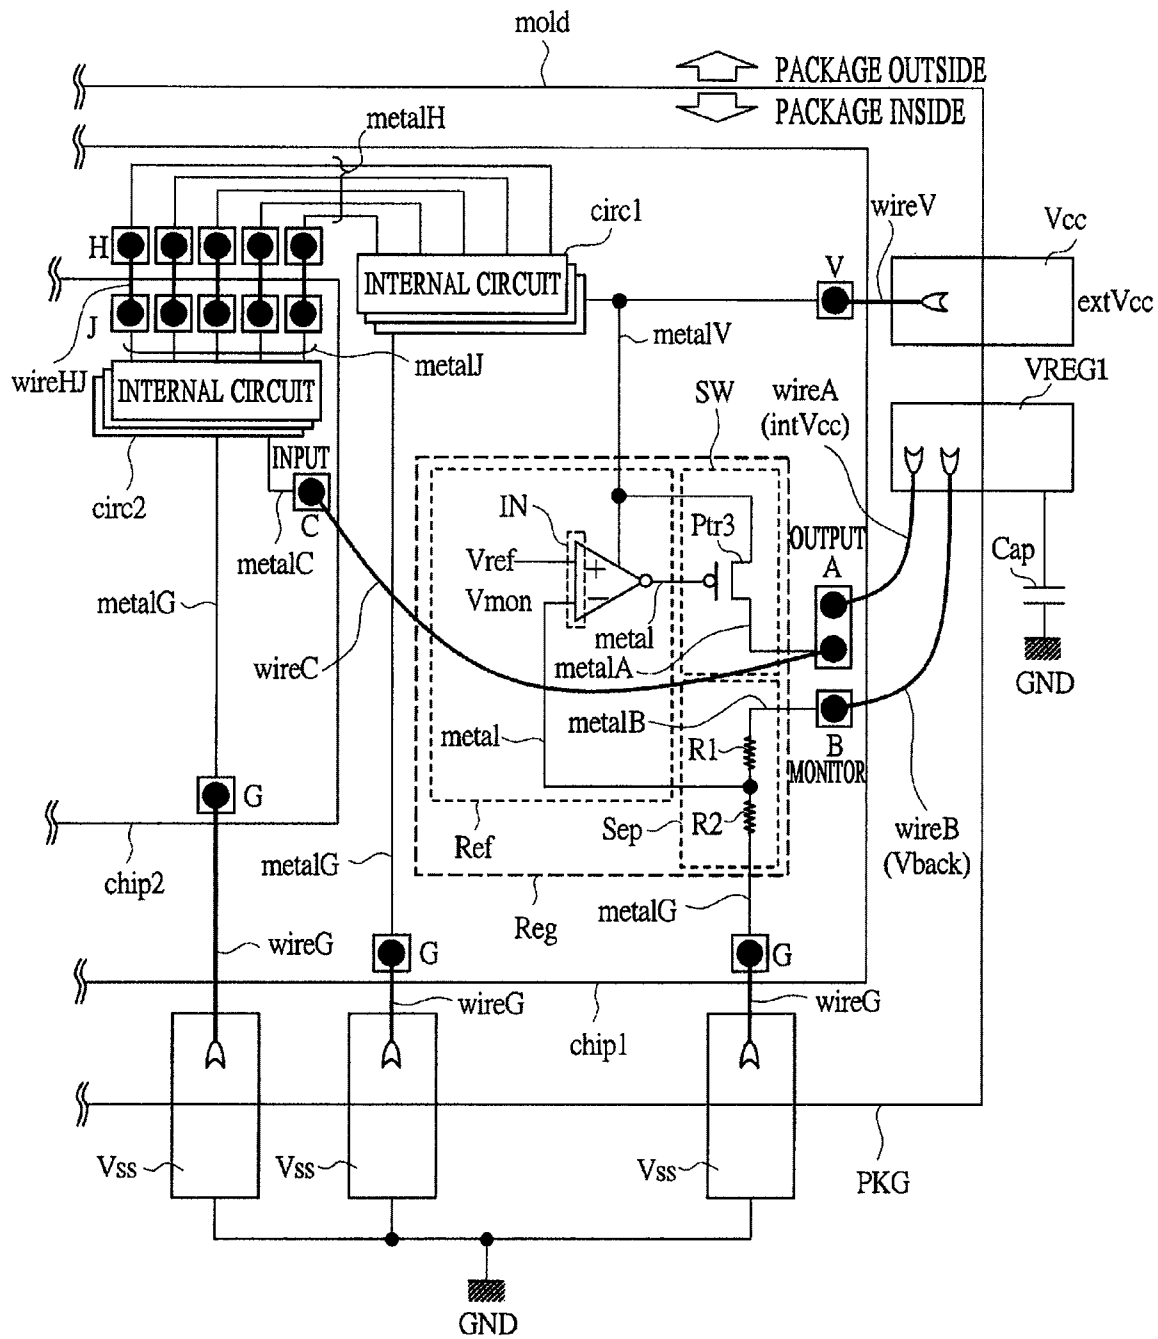 mold
PACKAGE OUTSIDE
PACKAGE INSIDE
metalH
circ1
wireV
Vcc
H
INTERNAL CIRCUIT
V
extVcc
J
metalV
wireHJ
metalJ
INTERNAL CIRCUIT
SW
wireA
(intVcc)
VREG1
INPUT
circ2
C
metalC
IN
Ptr3
OUTPUT
A
Cap
Vref
+
Vmon
−
metalG
metal
metalA
wireC
GND
metalB
metal
R1
B
MONITOR
G
Sep
R2
Ref
wireB
(Vback)
chip2
metalG
Reg
metalG
wireG
G
G
wireG
wireG
chip1
Vss
Vss
Vss
PKG
GND